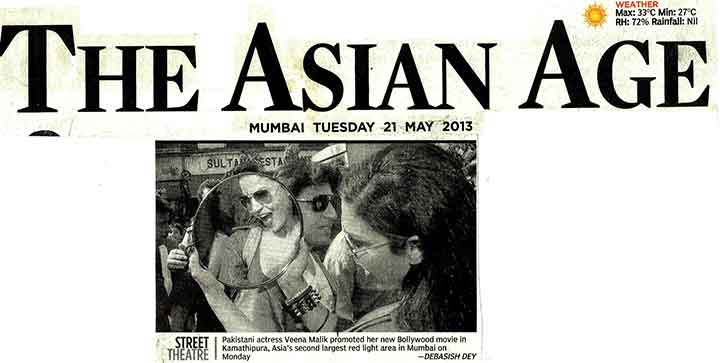 WEATHER
Max: 33°C Min: 27°C
RH: 72% Rainfall: Nil
THE ASIAN AGE
MUMBAI TUESDAY 21 MAY 2013
SULTA
STREET THEATRE
Pakistani actress Veena Malik promoted her new Bollywood movie in
Kamathipura, Asia's second largest red light area in Mumbai on
Monday
—DEBASISH DEY